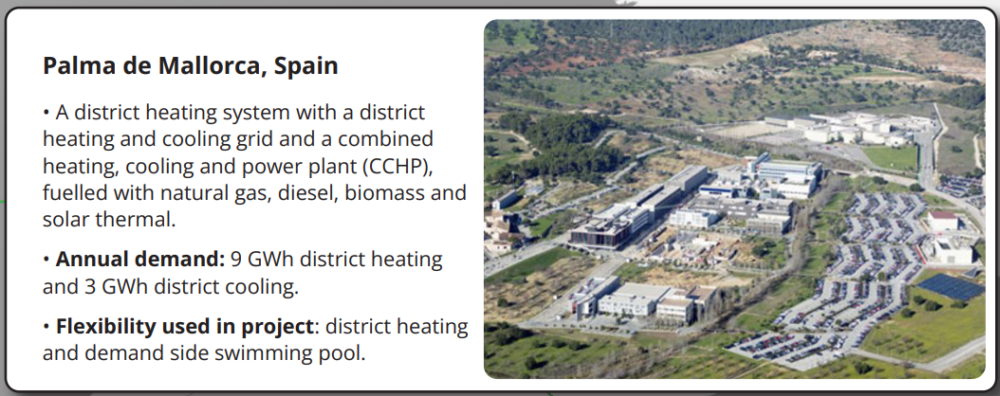 Palma de Mallorca, Spain
• A district heating system with a district
heating and cooling grid and a combined
heating, cooling and power plant (CCHP),
fuelled with natural gas, diesel, biomass and
solar thermal.
• Annual demand: 9 GWh district heating
and 3 GWh district cooling.
• Flexibility used in project: district heating
and demand side swimming pool.